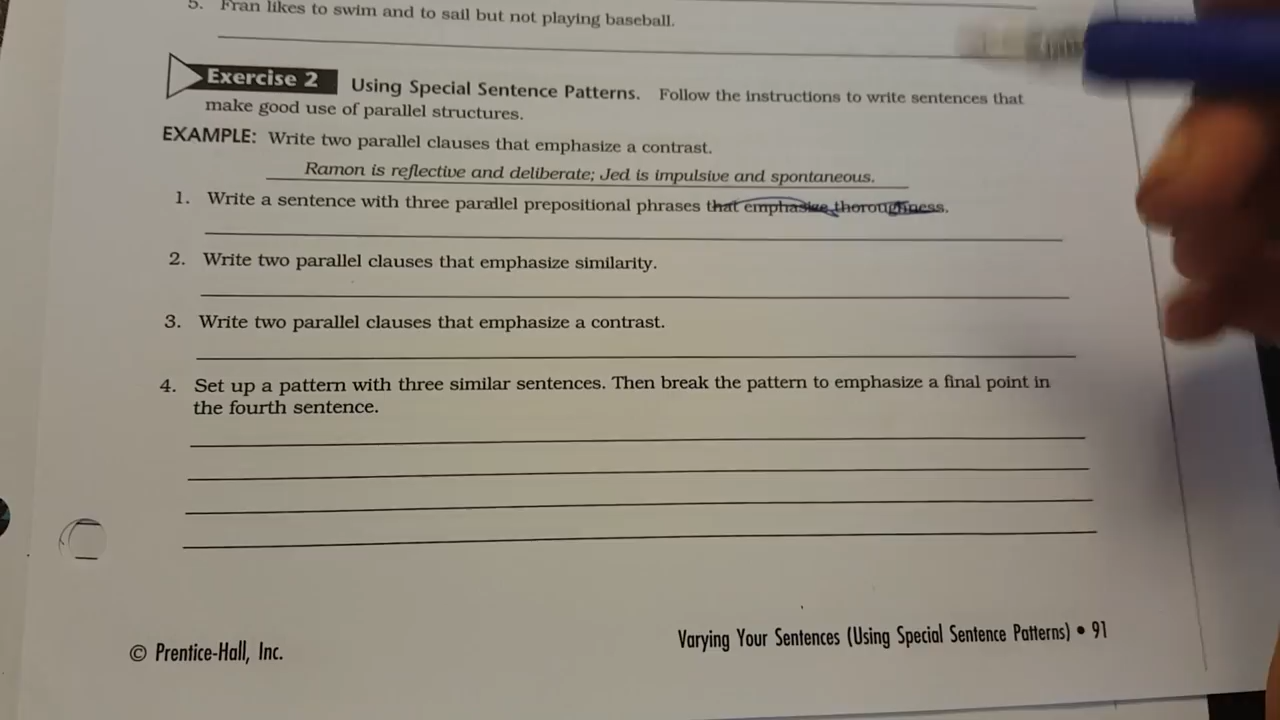 5. Fran likes to swim and to sail but not playing baseball.
Exercise 2 Using Special Sentence Patterns. Follow the instructions to write sentences that
make good use of parallel structures.
EXAMPLE: Write two parallel clauses that emphasize a contrast.
Ramon is reflective and deliberate; Jed is impulsive and spontaneous.
1. Write a sentence with three parallel prepositional phrases that emphasize thoroughness.
2. Write two parallel clauses that emphasize similarity.
3. Write two parallel clauses that emphasize a contrast.
4. Set up a pattern with three similar sentences. Then break the pattern to emphasize a final point in
the fourth sentence.
© Prentice-Hall, Inc.
Varying Your Sentences (Using Special Sentence Patterns) • 91